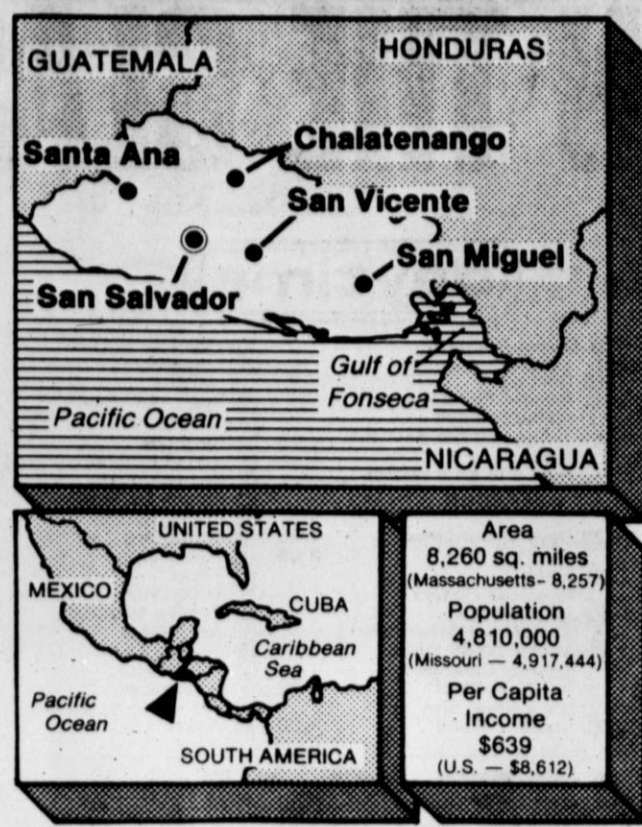 GUATEMALA
HONDURAS
Santa Ana
Chalatenango
San Vicente
San Miguel
San Salvador
Gulf of
Fonseca
Pacific Ocean
NICARAGUA
UNITED STATES
MEXICO
CUBA
Caribbean
Sea
Pacific
Ocean
SOUTH AMERICA
Area
8,260 sq. miles
(Massachusetts- 8,257)
Population
4,810,000
(Missouri — 4,917,444)
Per Capita
Income
$639
(U.S. — $8,612)